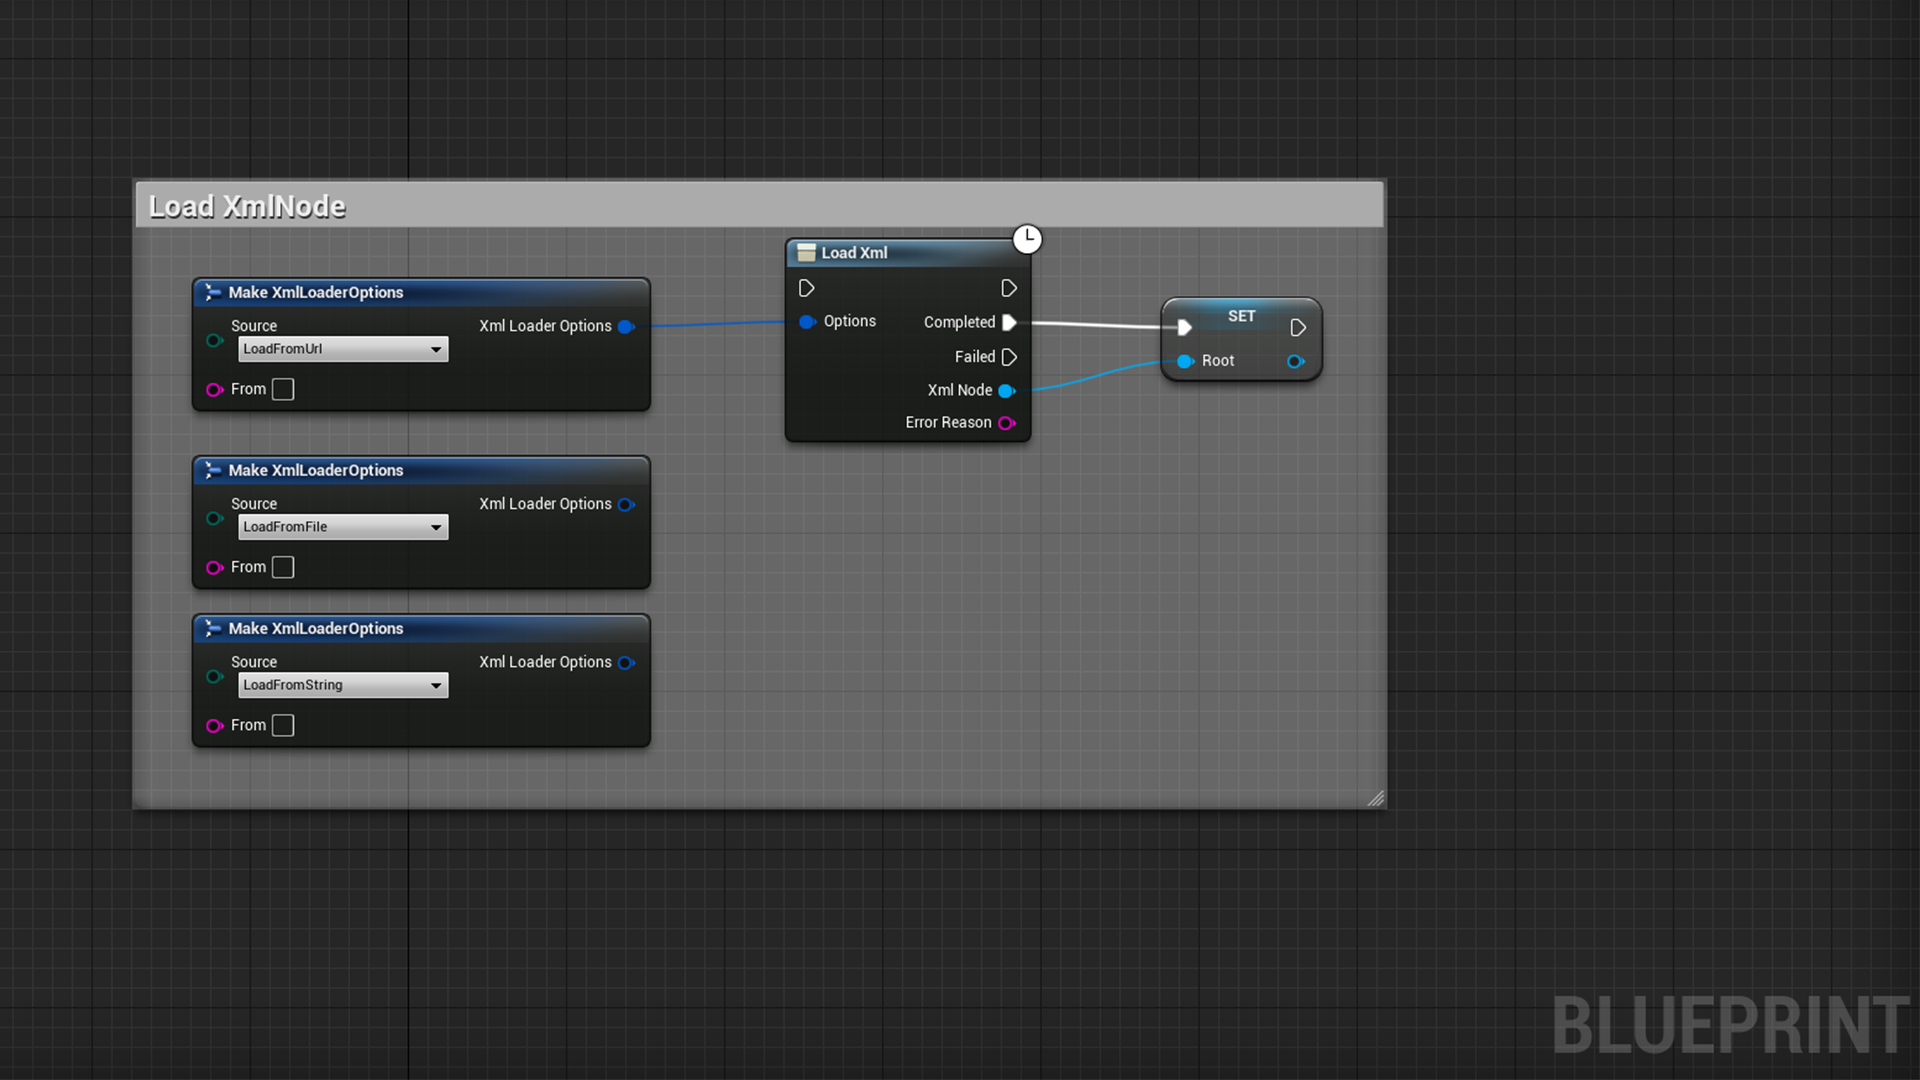 Load XmlNode
Make XmlLoaderOptions
Source
Xml Loader Options
LoadFromUrl
From
Make XmlLoaderOptions
Source
Xml Loader Options
LoadFromFile
From
Make XmlLoaderOptions
Source
Xml Loader Options
LoadFromString
From
Load Xml
Options
Completed
Failed
Xml Node
Error Reason
SET
Root
BLUEPRINT